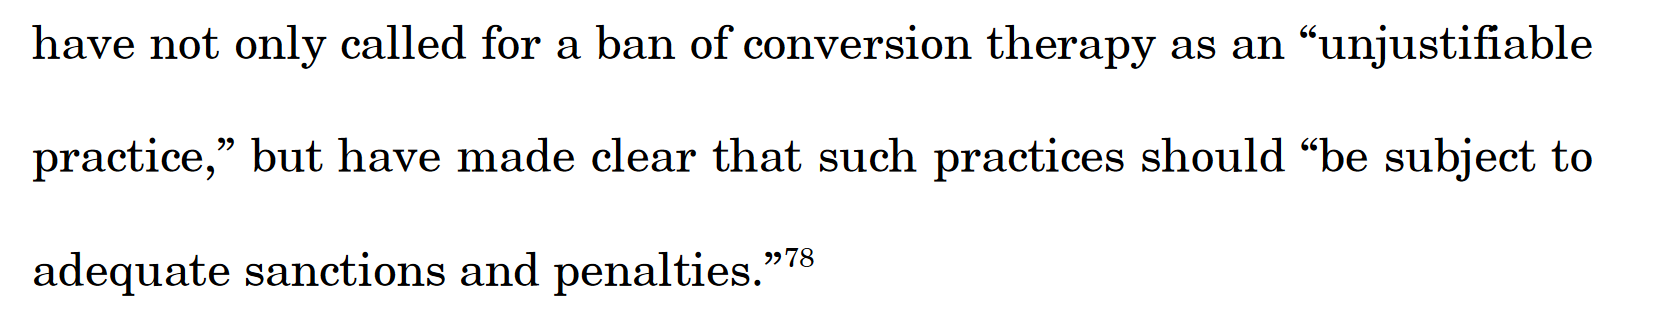 have not only called for a ban of conversion therapy as an “unjustifiable
practice,” but have made clear that such practices should “be subject to
adequate sanctions and penalties.”78